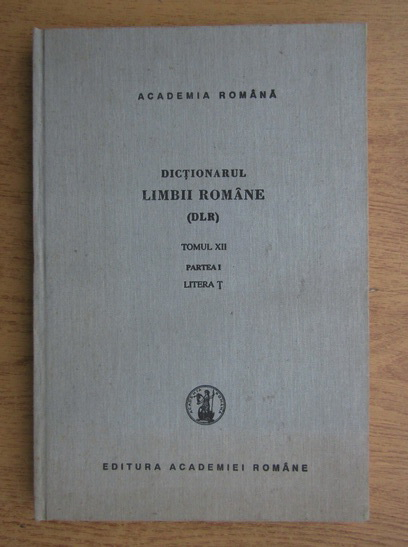 ACADEMIA ROMÂNĂ
DICȚIONARUL
LIMBII ROMÂNE
(DLR)
TOMUL XII
PARTEA I
LITERA Ț
EDITURA ACADEMIEI ROMÂNE